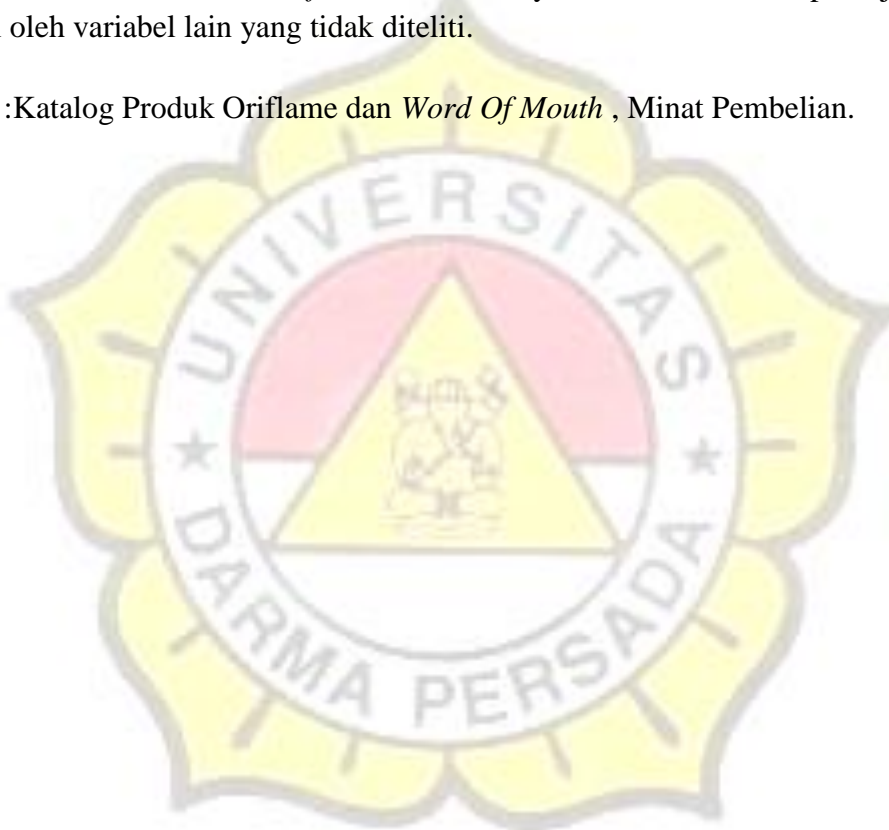 oleh variabel lain yang tidak diteliti.
:Katalog Produk Oriflame dan Word Of Mouth , Minat Pembelian.
UNIVERSITAS
DARMA PERSADA